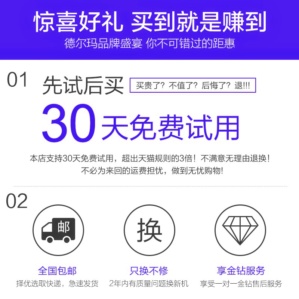 惊喜好礼 买到就是赚到
德尔玛品牌盛宴 你不可错过的钜惠
01 先试后买 买贵了?不值了?后悔了?退!!!
30天免费试用
本店支持30天免费试用，超出天猫规则的3倍！不满意无理由退换！
不必为来回的运费担忧，做到无忧购物!
02
邮 换
全国包邮 只换不修 享金钻服务
择优选取快递，急速发货 2年内有质量问题换新机 享受一对一金钻售后服务